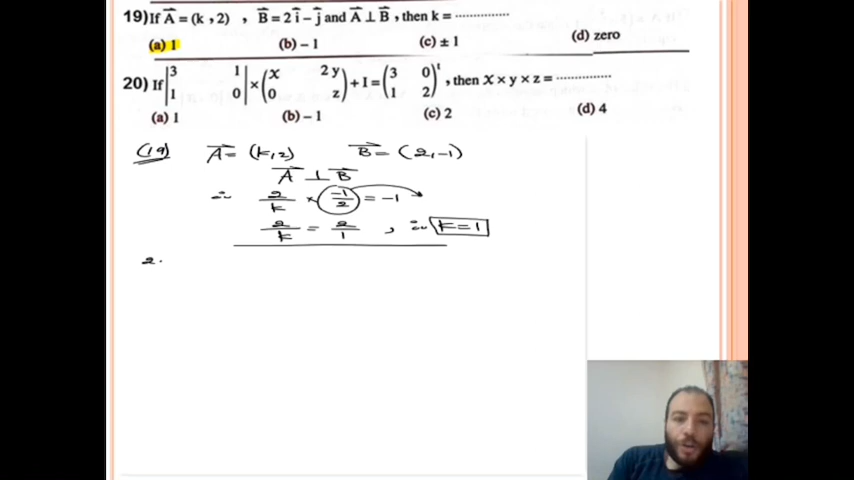 19) If A⃗ = (k , 2) , B⃗ = 2 i⃗ – j⃗ and A⃗ ⊥ B⃗ , then k = ···············
(a) 1 (b) – 1 (c) ± 1 (d) zero
20) If |3 1| × (x 2 y) + I = (3 0)ᵗ , then x × y × z = ···············
|1 0| (0 z) (1 2)
(a) 1 (b) – 1 (c) 2 (d) 4
(19) A⃗ = (k, 2) B⃗ = (2, -1)
A⃗ ⊥ B⃗
∴ 2/k × -1/2 = -1
2/k = 2/1 , ∴ k = 1
2.